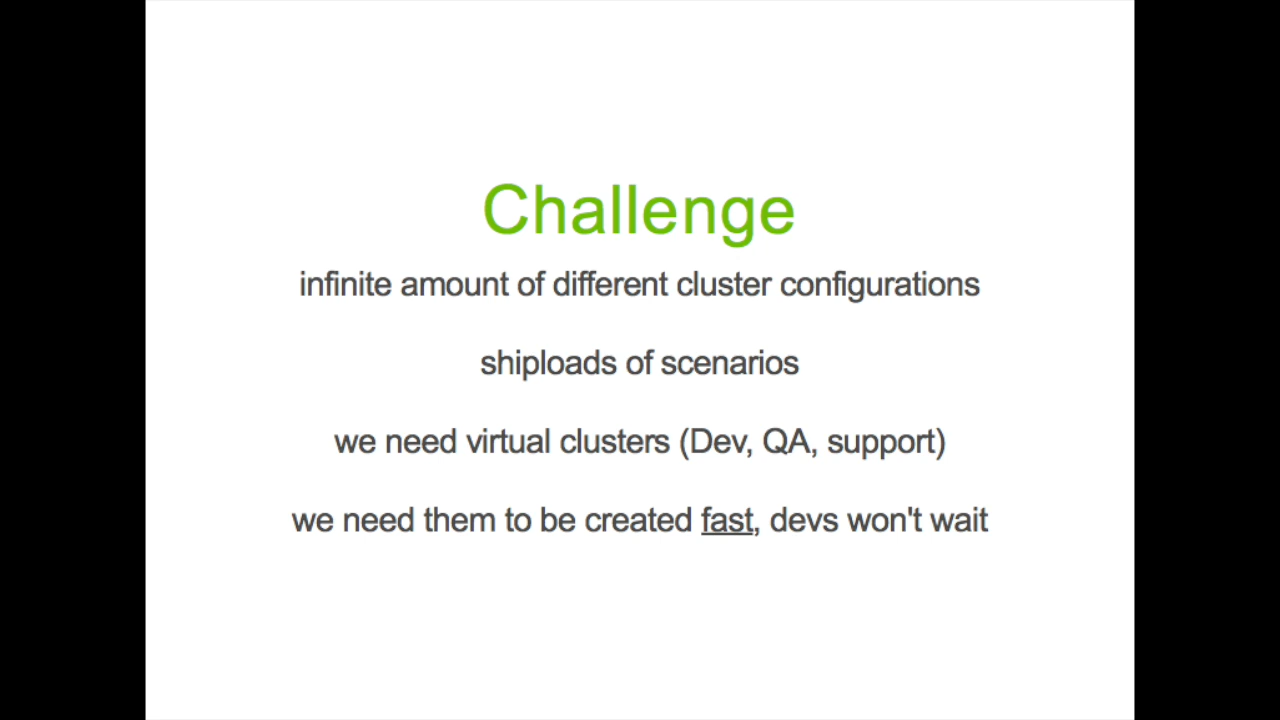 Challenge
infinite amount of different cluster configurations
shiploads of scenarios
we need virtual clusters (Dev, QA, support)
we need them to be created fast, devs won't wait